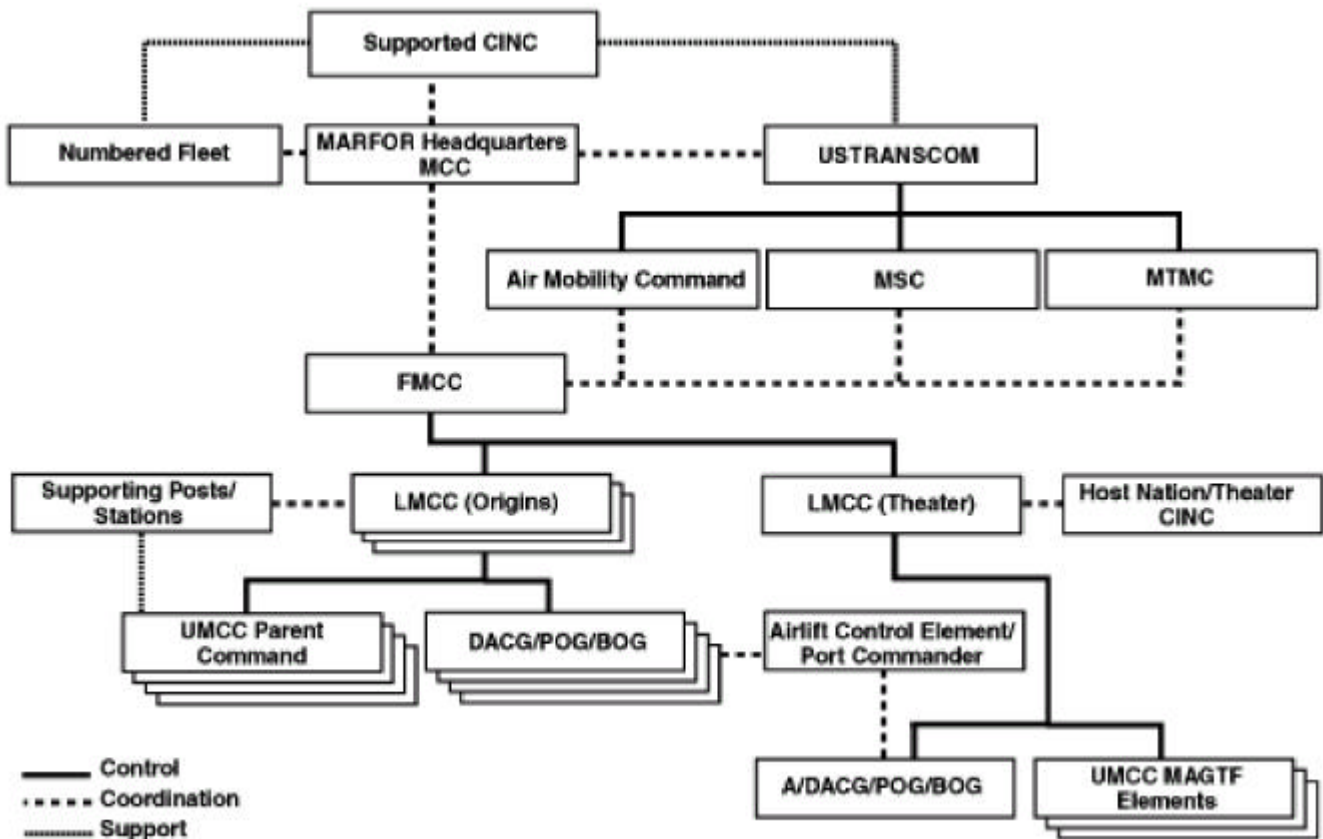 Supported CINC
Numbered Fleet
MARFOR Headquarters
MCC
USTRANSCOM
Air Mobility Command
MSC
MTMC
FMCC
Supporting Posts/
Stations
LMCC (Origins)
LMCC (Theater)
Host Nation/Theater
CINC
UMCC Parent
Command
DACG/POG/BOG
Airlift Control Element/
Port Commander
A/DACG/POG/BOG
UMCC MAGTF
Elements
Control
Coordination
Support